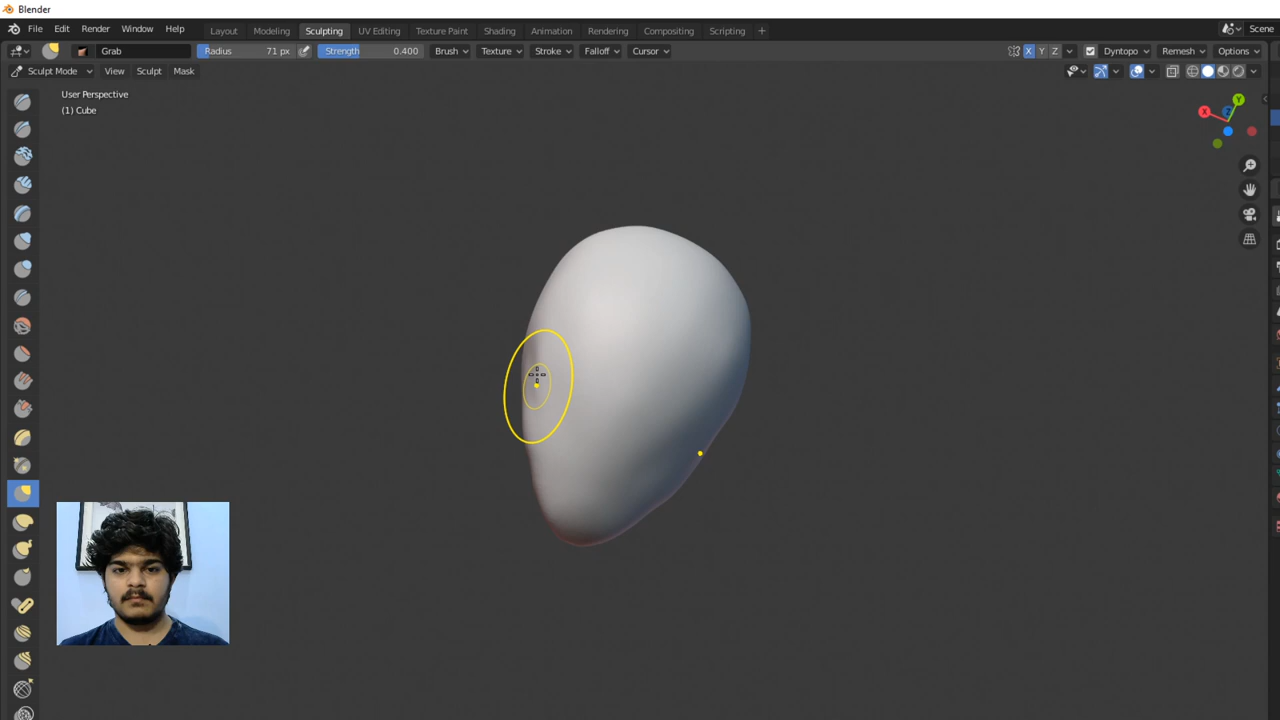 Blender
File Edit Render Window Help Layout Modeling Sculpting UV Editing Texture Paint Shading Animation Rendering Compositing Scripting + Scene
Grab Radius 71 px Strength 0.400 Brush Texture Stroke Falloff Cursor X Y Z Dyntopo Remesh Options
Sculpt Mode View Sculpt Mask
User Perspective
(1) Cube
Y
X
Z